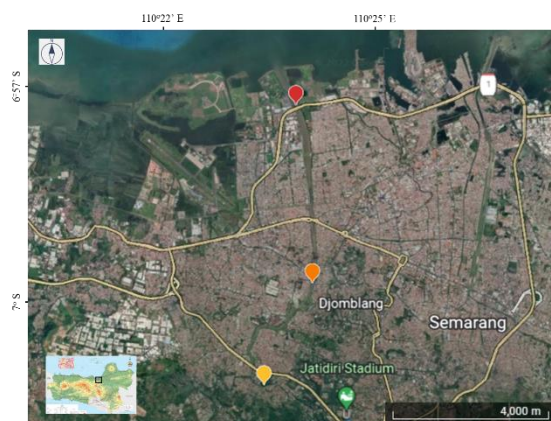 110°22' E
110°25' E
6°57' S
1
7° S
Djomblang
Semarang
Jatidiri Stadium
4,000 m